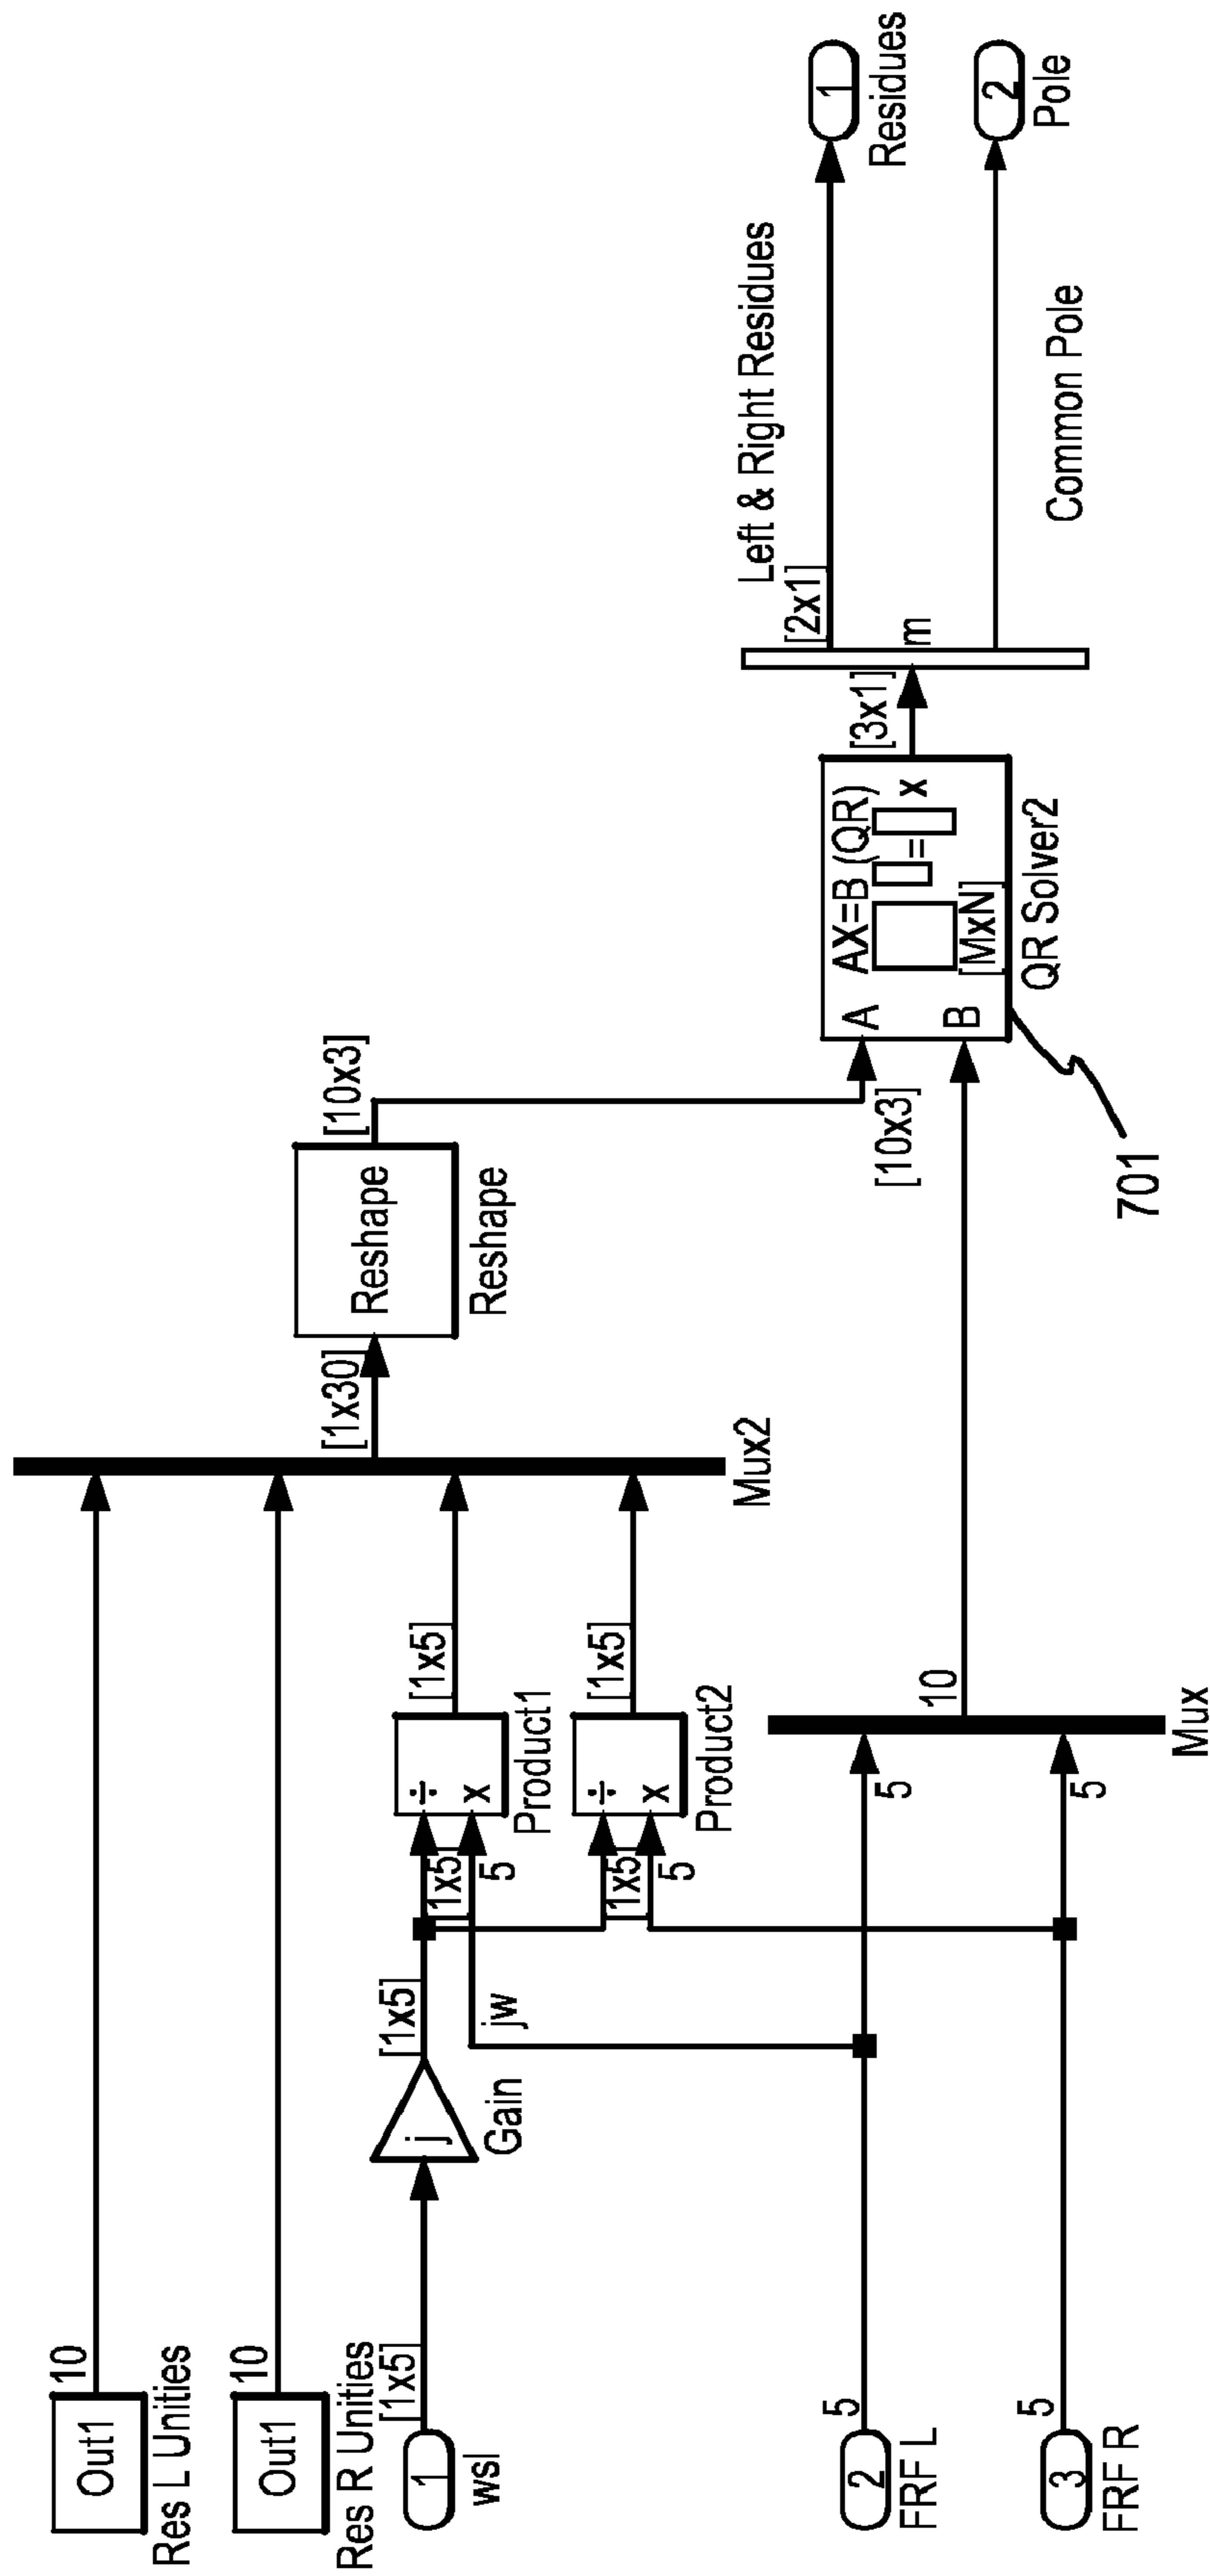 Out1
10
Res L Unities
Out1
10
Res R Unities
[1x5]
1
wsl
j
Gain
[1x5]
jw
[1x5]
5
÷
x
Product1
[1x5]
[1x5]
5
÷
x
Product2
[1x5]
Mux2
[1x30]
Reshape
Reshape
[10x3]
2
FRF L
5
5
3
FRF R
5
5
Mux
10
[10x3]
A
B
AX=B (QR)
[MxN]
=
x
QR Solver2
701
[3x1]
m
[2x1]
Left & Right Residues
1
Residues
Common Pole
2
Pole